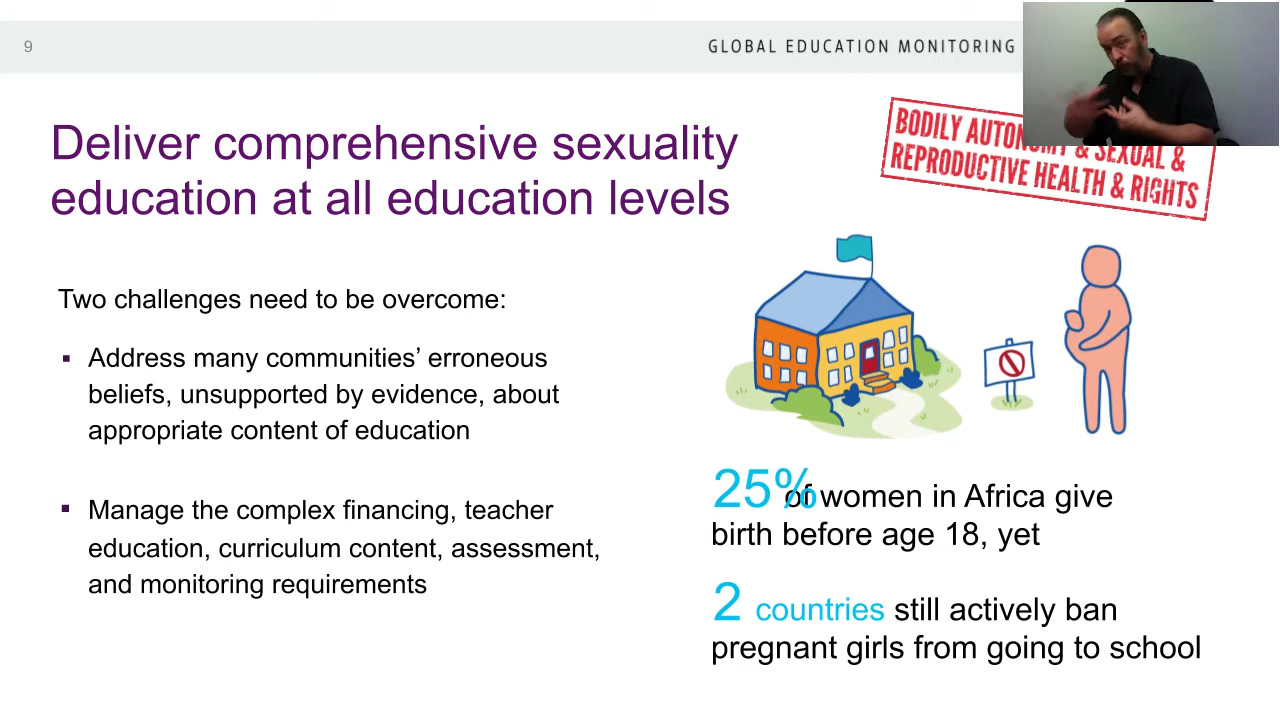 9
GLOBAL EDUCATION MONITORING
Deliver comprehensive sexuality
education at all education levels
BODILY AUTONOMY & SEXUAL &
REPRODUCTIVE HEALTH & RIGHTS
Two challenges need to be overcome:
▪ Address many communities’ erroneous
beliefs, unsupported by evidence, about
appropriate content of education
▪ Manage the complex financing, teacher
education, curriculum content, assessment,
and monitoring requirements
25% of women in Africa give
birth before age 18, yet
2 countries still actively ban
pregnant girls from going to school